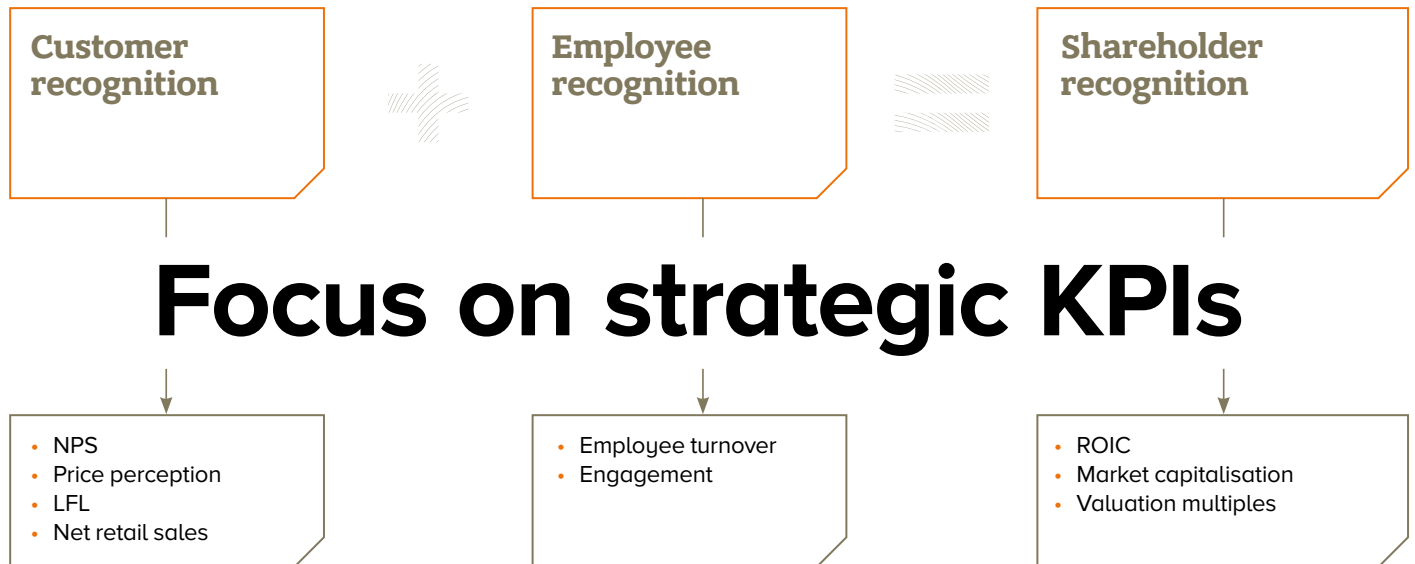 Customer
recognition
+
Employee
recognition
=
Shareholder
recognition
Focus on strategic KPIs
• NPS
• Price perception
• LFL
• Net retail sales
• Employee turnover
• Engagement
• ROIC
• Market capitalisation
• Valuation multiples